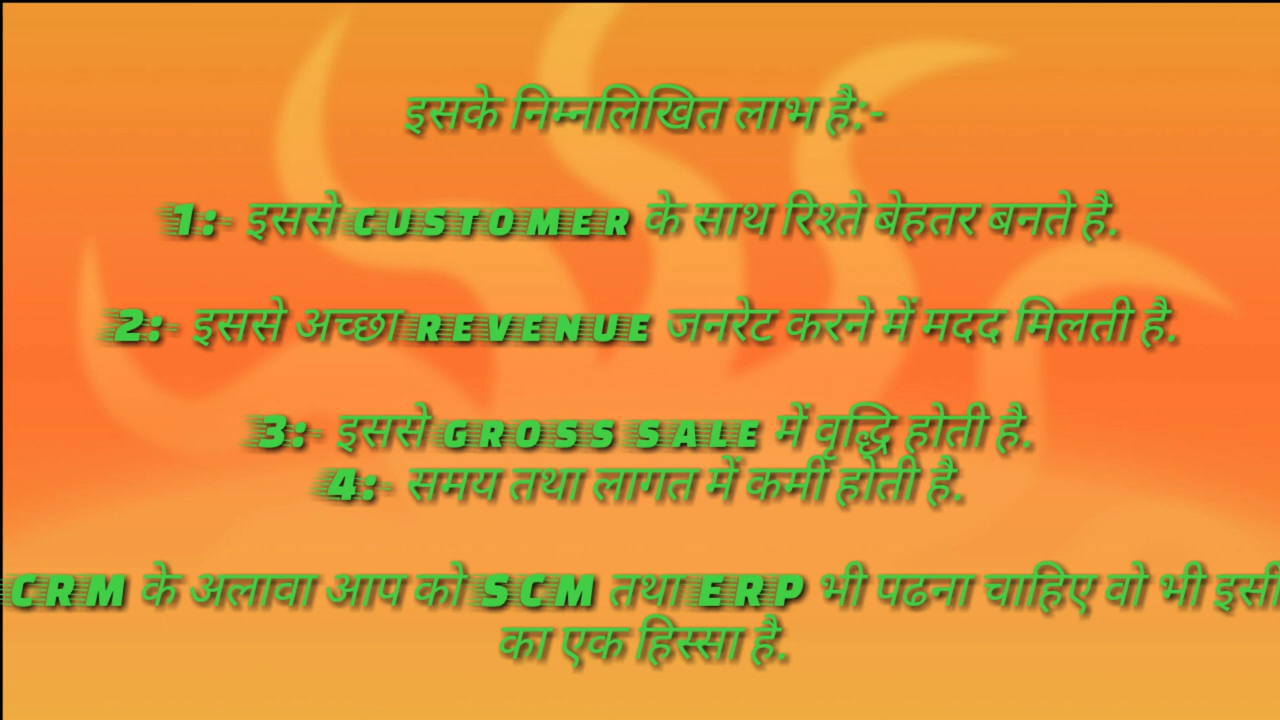 इसके निम्नलिखित लाभ है:-
1:- इससे CUSTOMER के साथ रिश्ते बेहतर बनते है.
2:- इससे अच्छा REVENUE जनरेट करने में मदद मिलती है.
3:- इससे GROSS SALE में वृद्धि होती है.
4:- समय तथा लागत में कमी होती है.
CRM के अलावा आप को SCM तथा ERP भी पढना चाहिए वो भी इसी
का एक हिस्सा है.